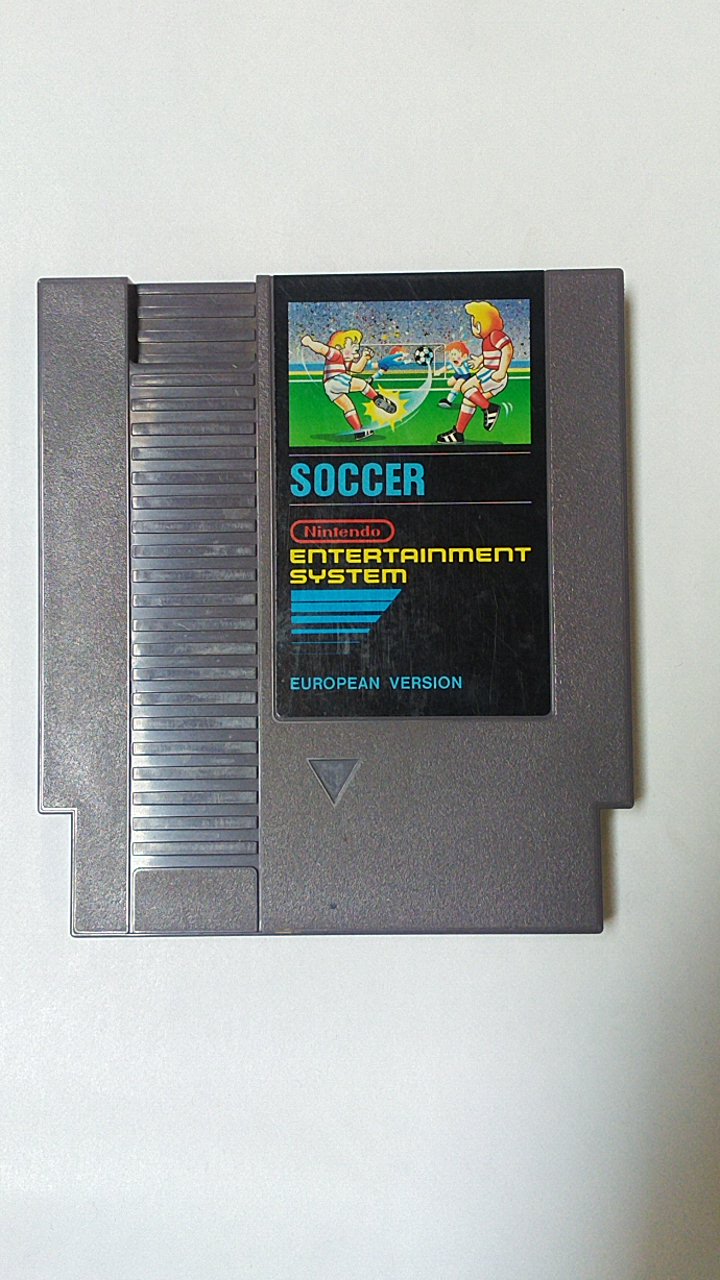 SOCCER
Nintendo
ENTERTAINMENT
SYSTEM
EUROPEAN VERSION